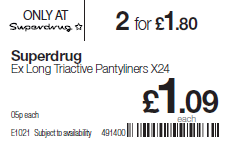 ONLY AT
Superdrug
2 for £1.80
Superdrug
Ex Long Triactive Pantyliners X24
£1.09
each
05p each
E1021 Subject to availability 491400